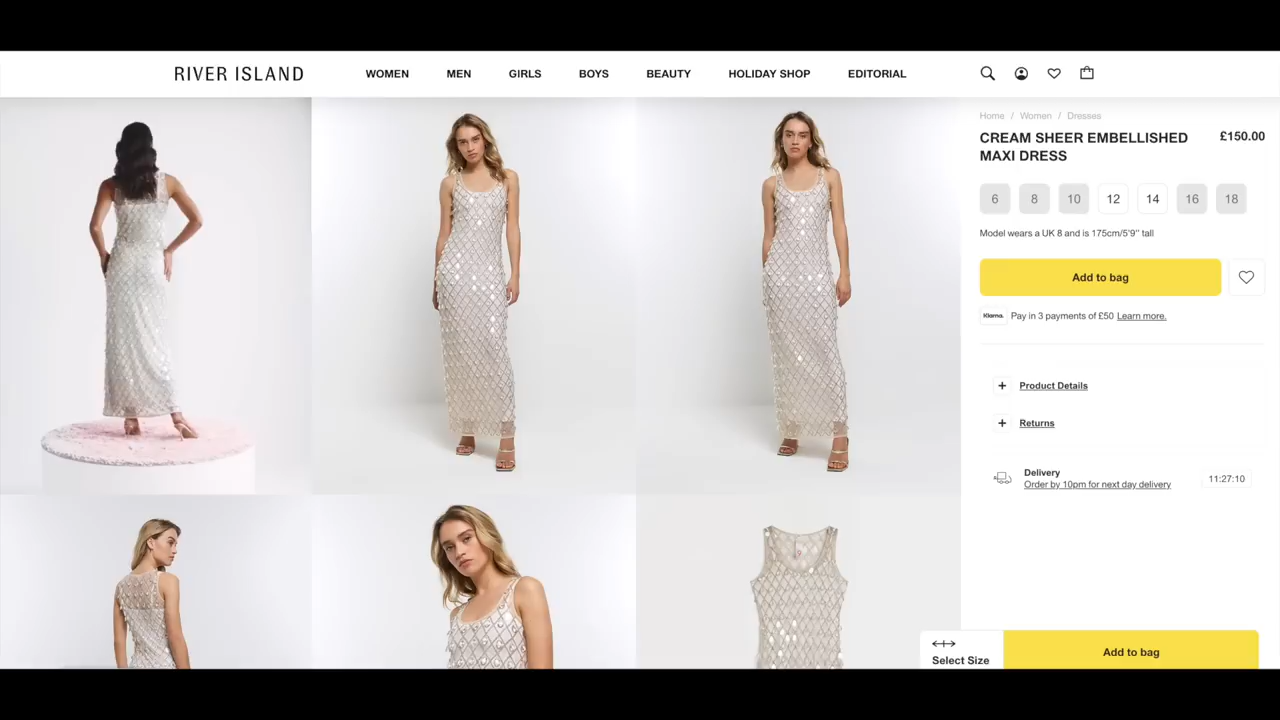 RIVER ISLAND
WOMEN MEN GIRLS BOYS BEAUTY HOLIDAY SHOP EDITORIAL
Home / Women / Dresses
CREAM SHEER EMBELLISHED £150.00
MAXI DRESS
6 8 10 12 14 16 18
Model wears a UK 8 and is 175cm/5'9'' tall
Add to bag
Klarna. Pay in 3 payments of £50 Learn more.
+ Product Details
+ Returns
Delivery
Order by 10pm for next day delivery 11:27:10
Select Size Add to bag